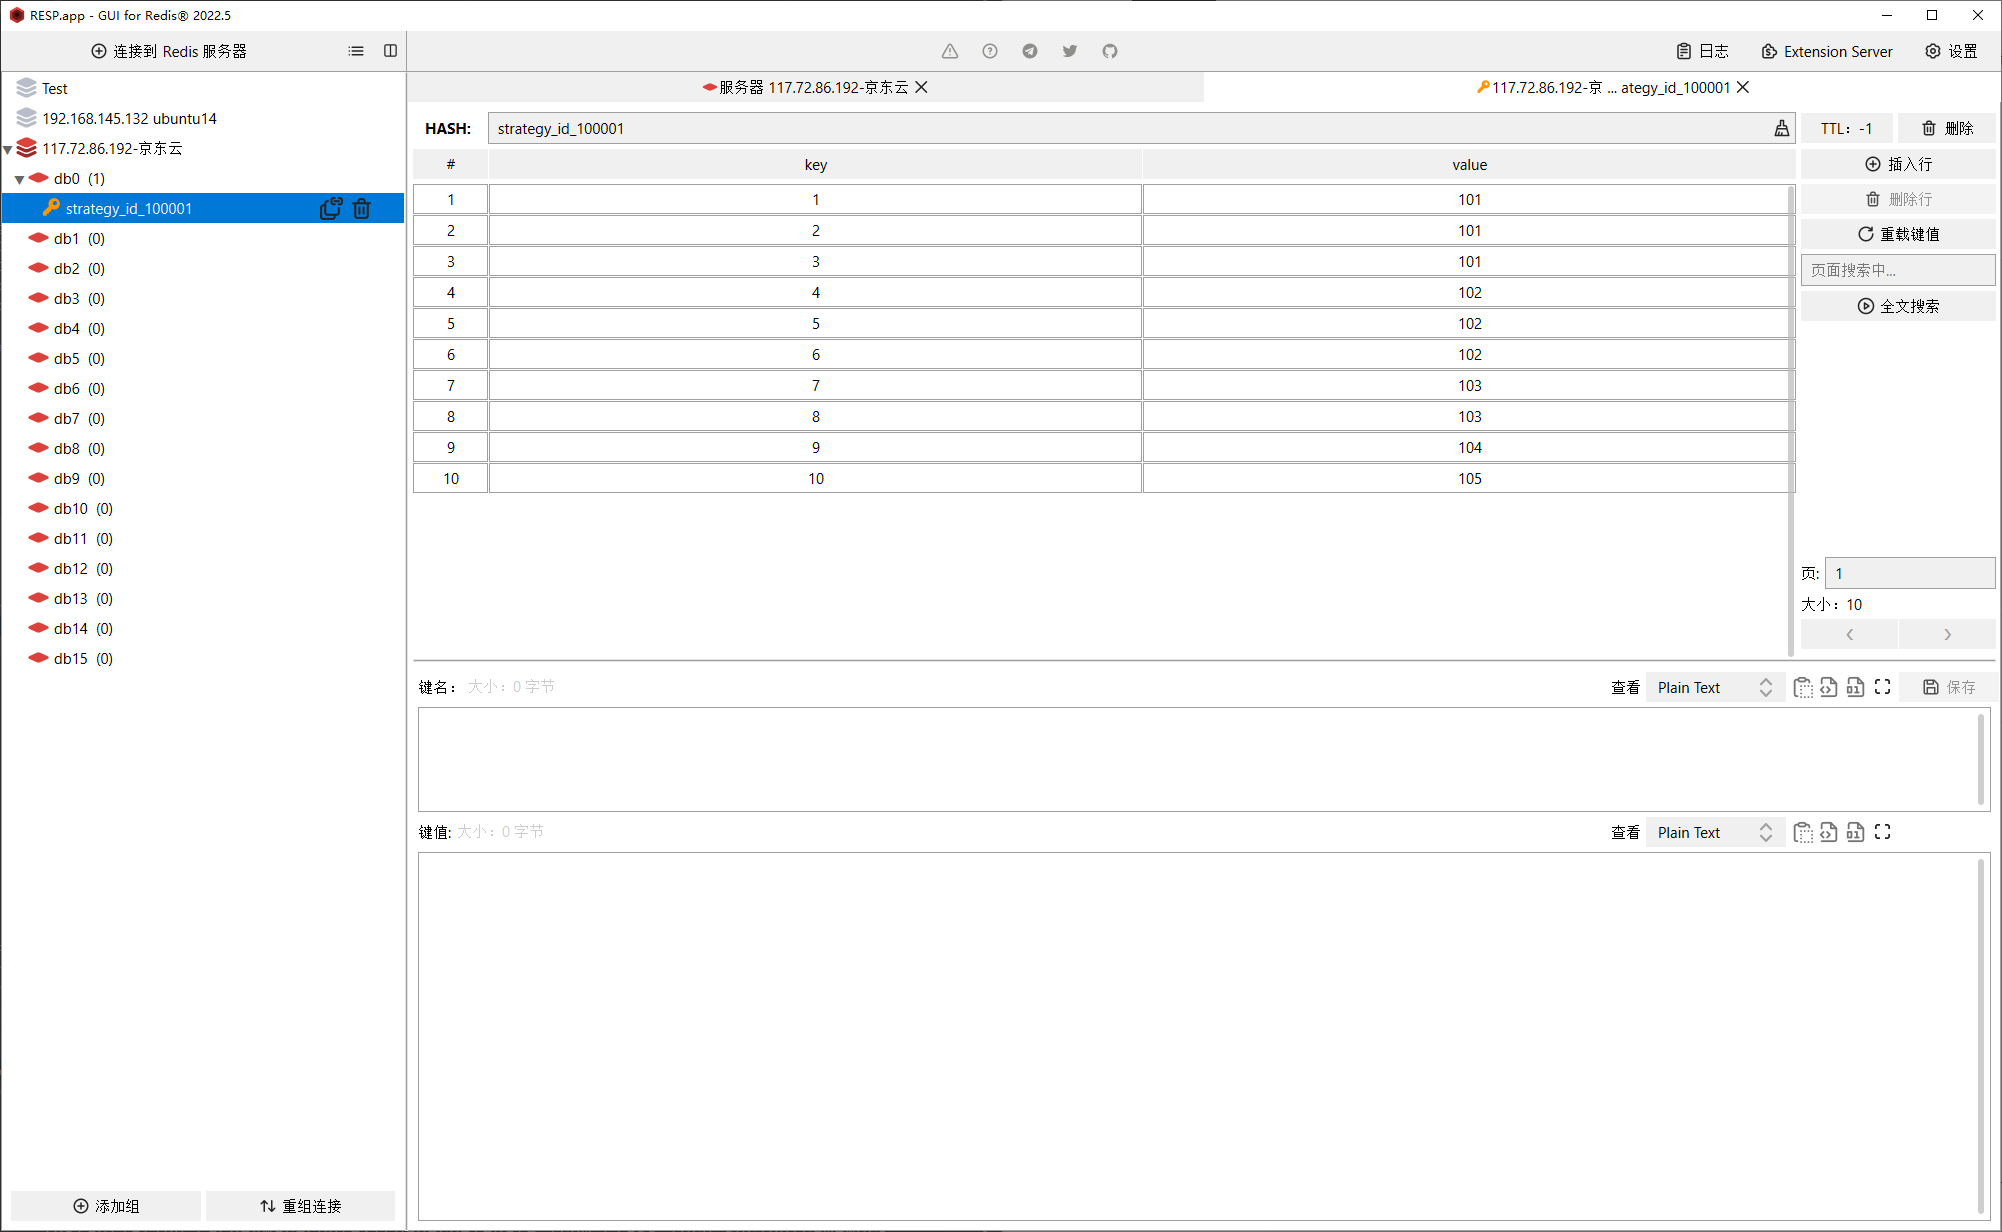 RESP.app - GUI for Redis® 2022.5
连接到 Redis 服务器
日志
Extension Server
设置
Test
192.168.145.132 ubuntu14
117.72.86.192-京东云
db0 (1)
strategy_id_100001
db1 (0)
db2 (0)
db3 (0)
db4 (0)
db5 (0)
db6 (0)
db7 (0)
db8 (0)
db9 (0)
db10 (0)
db11 (0)
db12 (0)
db13 (0)
db14 (0)
db15 (0)
添加组
重组连接
服务器 117.72.86.192-京东云
117.72.86.192-京 ... ategy_id_100001
HASH: strategy_id_100001
TTL: -1
删除
# key value
1 1 101
2 2 101
3 3 101
4 4 102
5 5 102
6 6 102
7 7 103
8 8 103
9 9 104
10 10 105
插入行
删除行
重载键值
页面搜索中...
全文搜索
页: 1
大小: 10
键名: 大小: 0 字节
查看 Plain Text
保存
键值: 大小: 0 字节
查看 Plain Text